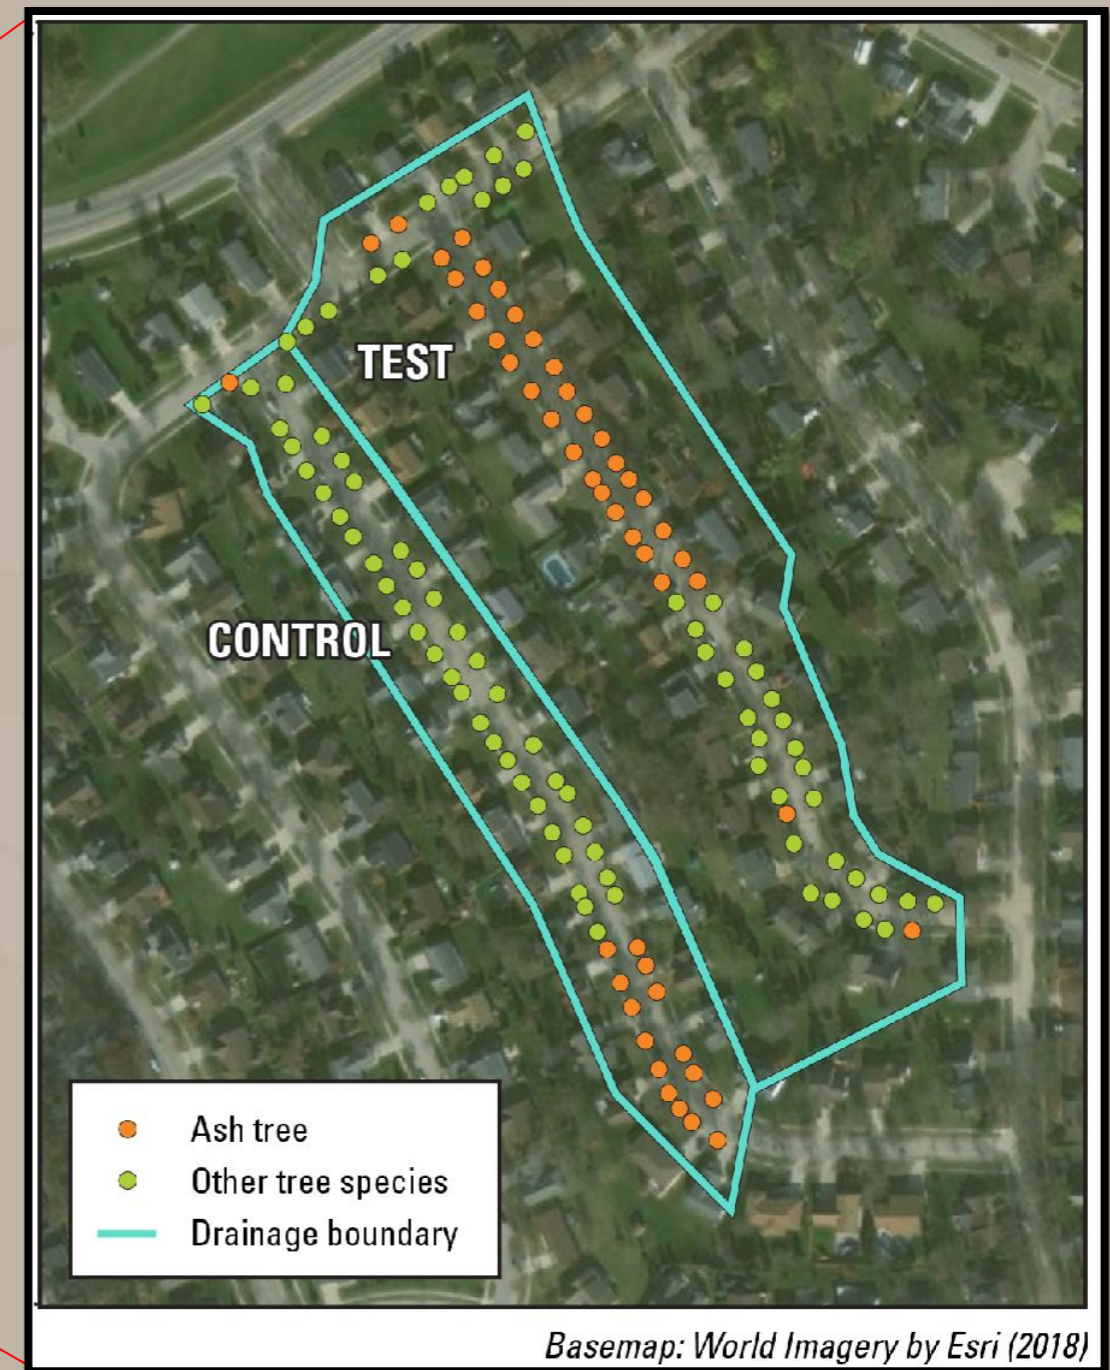 TEST
CONTROL
Ash tree
Other tree species
Drainage boundary
Basemap: World Imagery by Esri (2018)